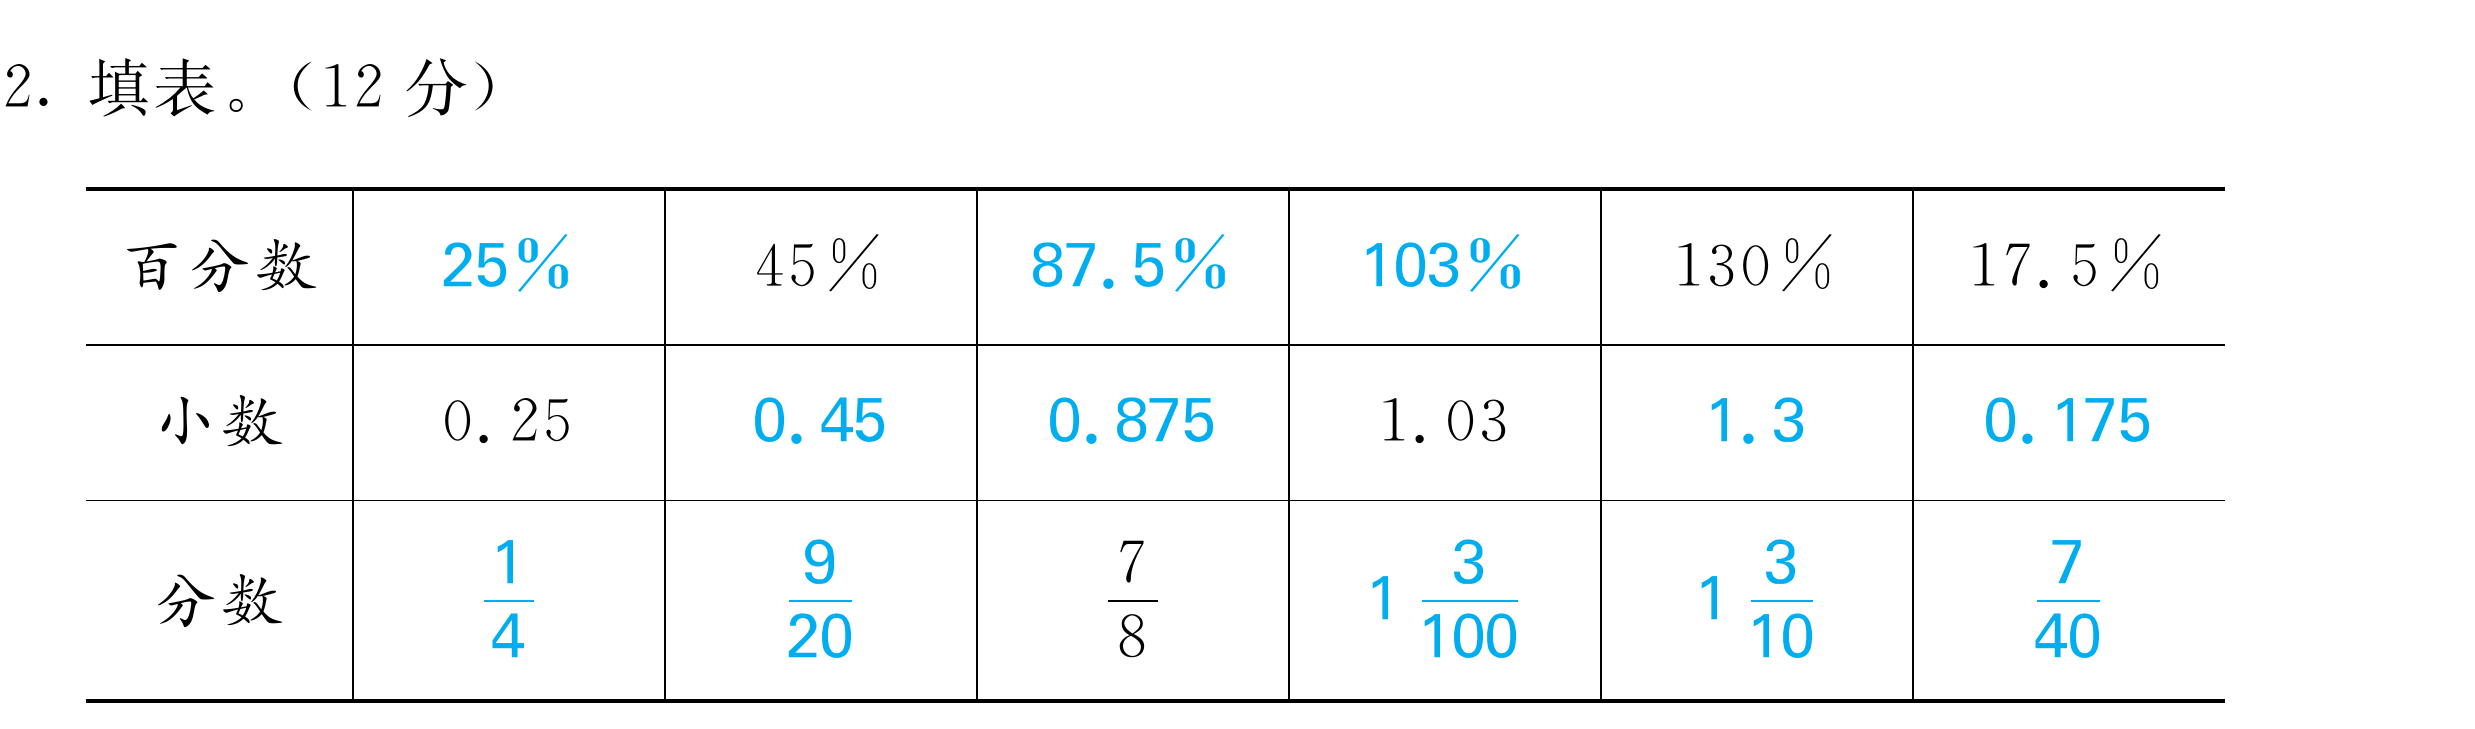 2. 填表。(12 分)
百分数 25% 45% 87.5% 103% 130% 17.5%
小数 0.25 0.45 0.875 1.03 1.3 0.175
分数 1/4 9/20 7/8 1 3/100 1 3/10 7/40